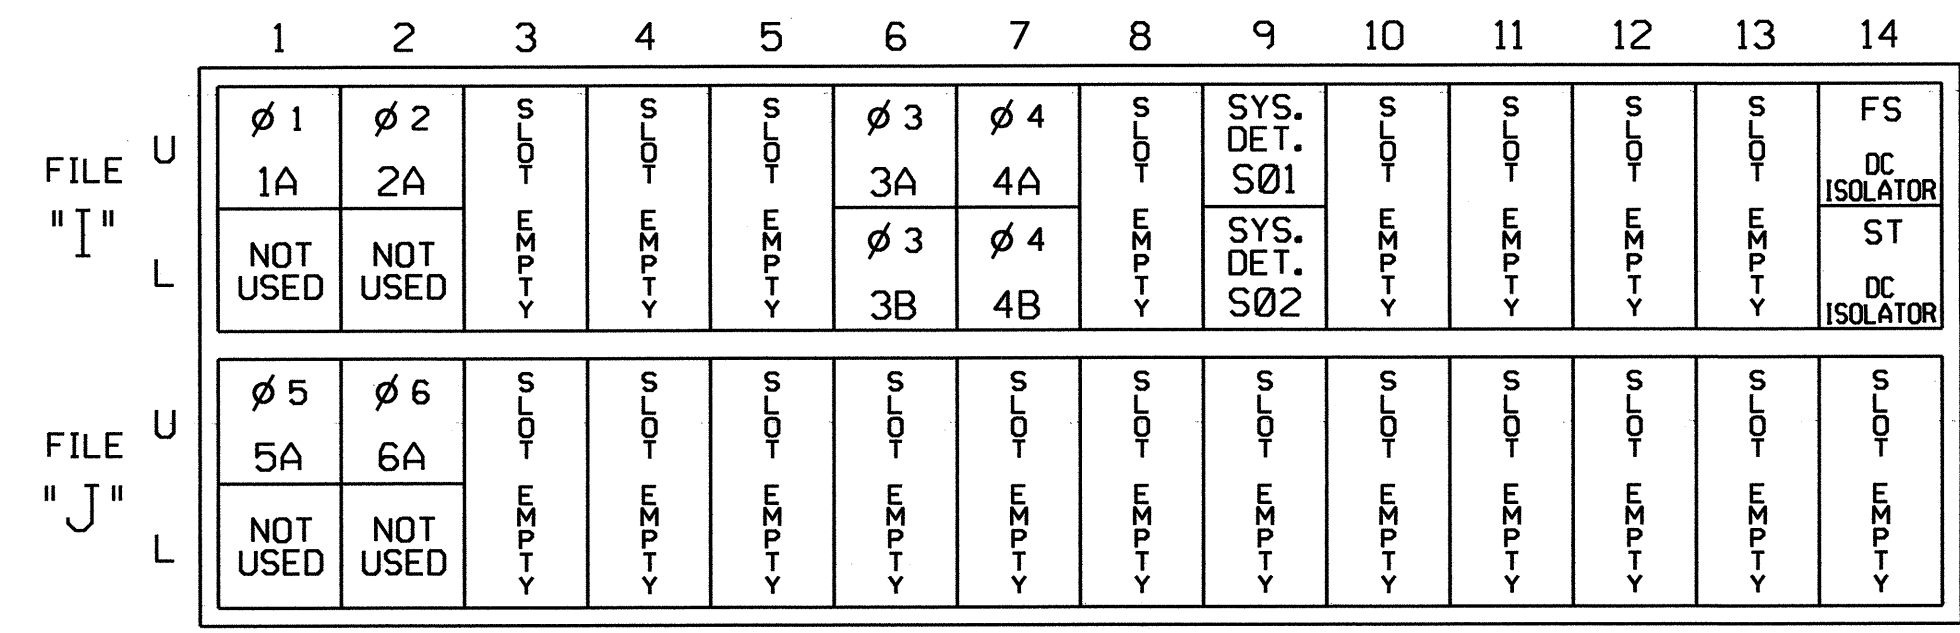 1 2 3 4 5 6 7 8 9 10 11 12 13 14
FILE "I"
U
L
Ø 1
1A
NOT
USED
Ø 2
2A
NOT
USED
SLOT EMPTY
SLOT EMPTY
SLOT EMPTY
Ø 3
3A
Ø 3
3B
Ø 4
4A
Ø 4
4B
SLOT EMPTY
SYS.
DET.
SØ1
SYS.
DET.
SØ2
SLOT EMPTY
SLOT EMPTY
SLOT EMPTY
SLOT EMPTY
FS
DC
ISOLATOR
ST
DC
ISOLATOR
FILE "J"
U
L
Ø 5
5A
NOT
USED
Ø 6
6A
NOT
USED
SLOT EMPTY
SLOT EMPTY
SLOT EMPTY
SLOT EMPTY
SLOT EMPTY
SLOT EMPTY
SLOT EMPTY
SLOT EMPTY
SLOT EMPTY
SLOT EMPTY
SLOT EMPTY
SLOT EMPTY